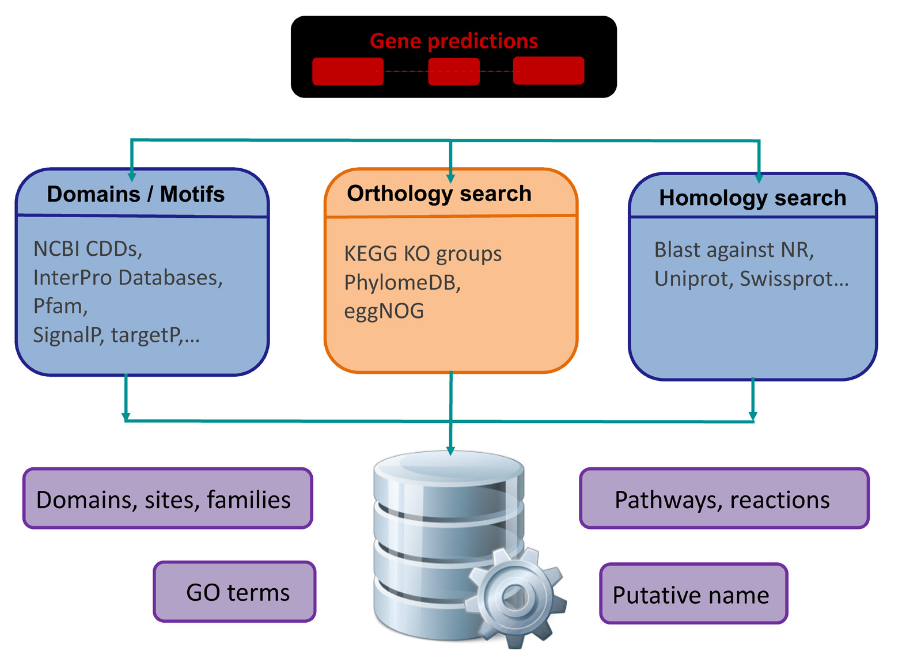 Gene predictions
Domains / Motifs
NCBI CDDs,
InterPro Databases,
Pfam,
SignalP, targetP,...
Orthology search
KEGG KO groups
PhylomeDB,
eggNOG
Homology search
Blast against NR,
Uniprot, Swissprot...
Domains, sites, families
Pathways, reactions
GO terms
Putative name